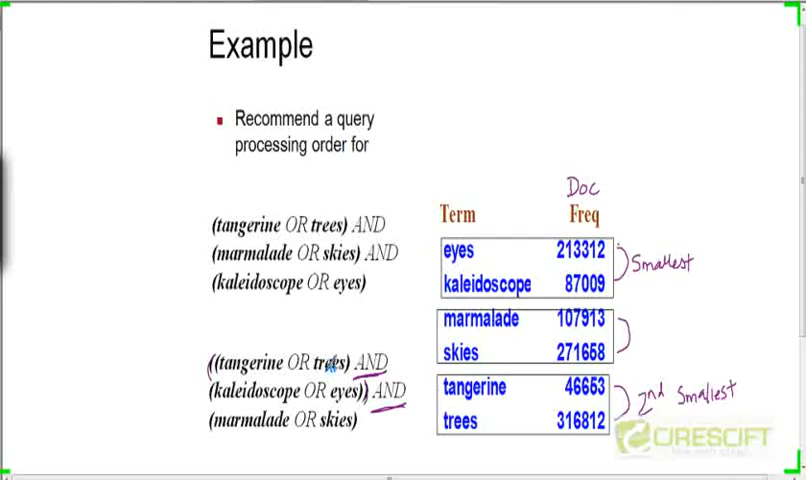 Example
Recommend a query
processing order for
(tangerine OR trees) AND
(marmalade OR skies) AND
(kaleidoscope OR eyes)
((tangerine OR trees) AND
(kaleidoscope OR eyes)) AND
(marmalade OR skies)
Doc
Term Freq
eyes 213312
kaleidoscope 87009
Smallest
marmalade 107913
skies 271658
tangerine 46653
trees 316812
2nd Smallest